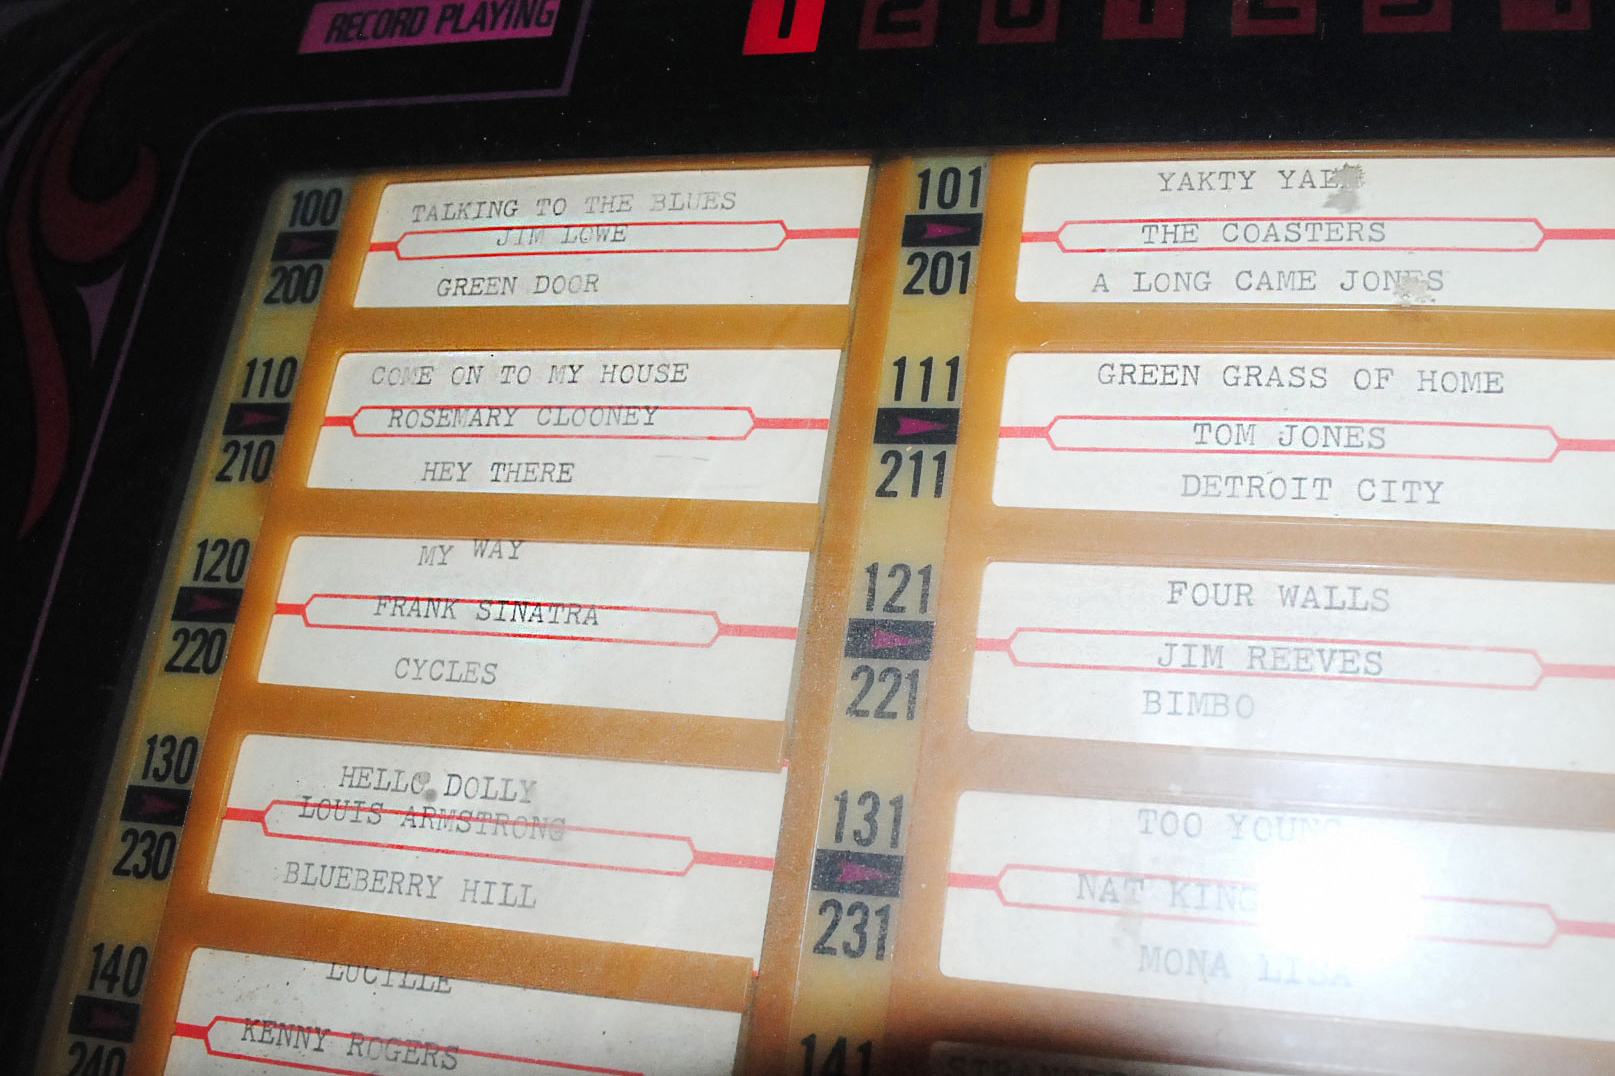 RECORD PLAYING
100
200
TALKING TO THE BLUES
JIM LOWE
GREEN DOOR
101
201
YAKTY
THE COASTERS
A LONG CAME JONES
110
210
COME ON TO MY HOUSE
ROSEMARY CLOONEY
HEY THERE
111
211
GREEN GRASS OF HOME
TOM JONES
DETROIT CITY
120
220
MY WAY
FRANK SINATRA
CYCLES
121
221
FOUR WALLS
JIM REEVES
BIMBO
130
230
HELLO DOLLY
LOUIS ARMSTRONG
BLUEBERRY HILL
131
231
TOO YOUNG
NAT KING
MONA LISA
140
240
LUCILLE
KENNY ROGERS
141